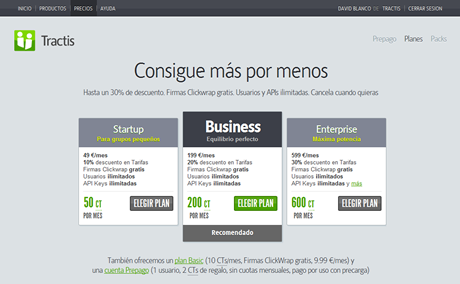 INICIO | PRODUCTOS | PRECIOS | AYUDA
DAVID BLANCO DE TRACTIS | CERRAR SESION
Tractis
Prepago Planes Packs
Consigue más por menos
Hasta un 30% de descuento. Firmas Clickwrap gratis. Usuarios y APIs ilimitadas. Cancela cuando quieras
Startup
Para grupos pequeños
49 €/mes
10% descuento en Tarifas
Firmas Clickwrap gratis
Usuarios ilimitados
API Keys ilimitadas
50 CT
POR MES
ELEGIR PLAN
Business
Equilibrio perfecto
199 €/mes
20% descuento en Tarifas
Firmas Clickwrap gratis
Usuarios ilimitados
API Keys ilimitadas
200 CT
POR MES
ELEGIR PLAN
Recomendado
Enterprise
Máxima potencia
599 €/mes
30% descuento en Tarifas
Firmas Clickwrap gratis
Usuarios ilimitados
API Keys ilimitadas y más
600 CT
POR MES
ELEGIR PLAN
También ofrecemos un plan Basic (10 CTs/mes, Firmas ClickWrap gratis, 9.99 €/mes) y
una cuenta Prepago (1 usuario, 2 CTs de regalo, sin cuotas mensuales, pago por uso con precarga)